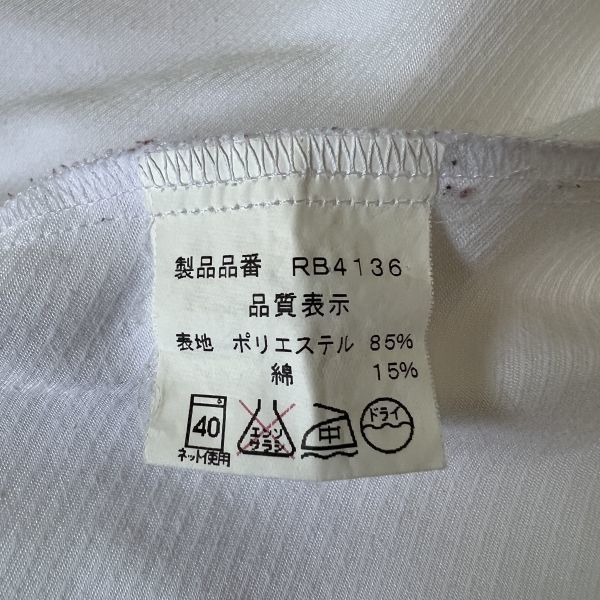 製品品番 RB4136
品質表示
表地 ポリエステル 85%
綿 15%
40 エンソサラシ 中 ドライ
ネット使用